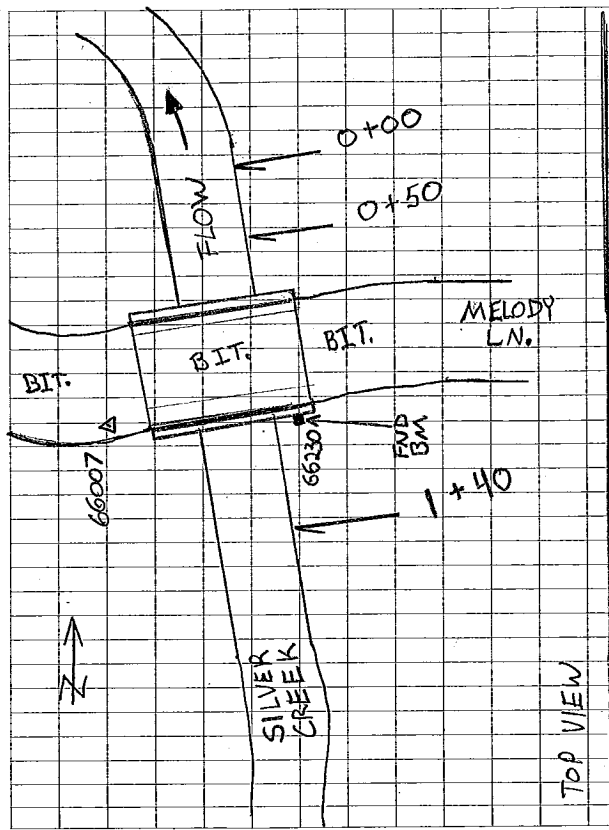 0+00
0+50
FLOW
MELODY
LN.
BIT.
BIT.
BIT.
66007
66230A
FND
BM
1+40
N
SILVER
CREEK
TOP VIEW